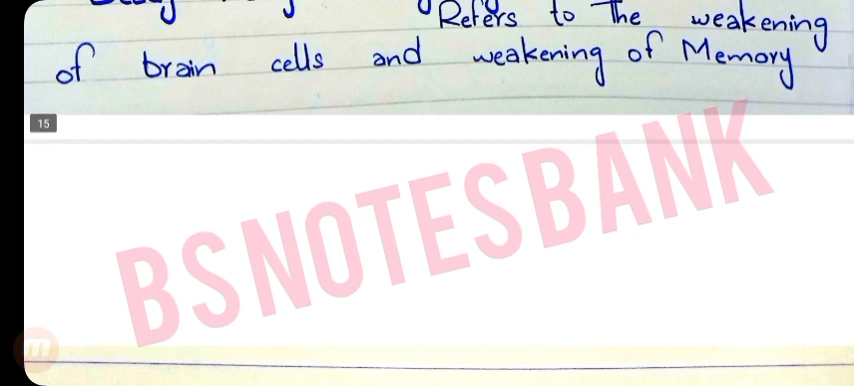 Refers to The weakening
of brain cells and weakening of Memory
15
BSNOTESBANK
m